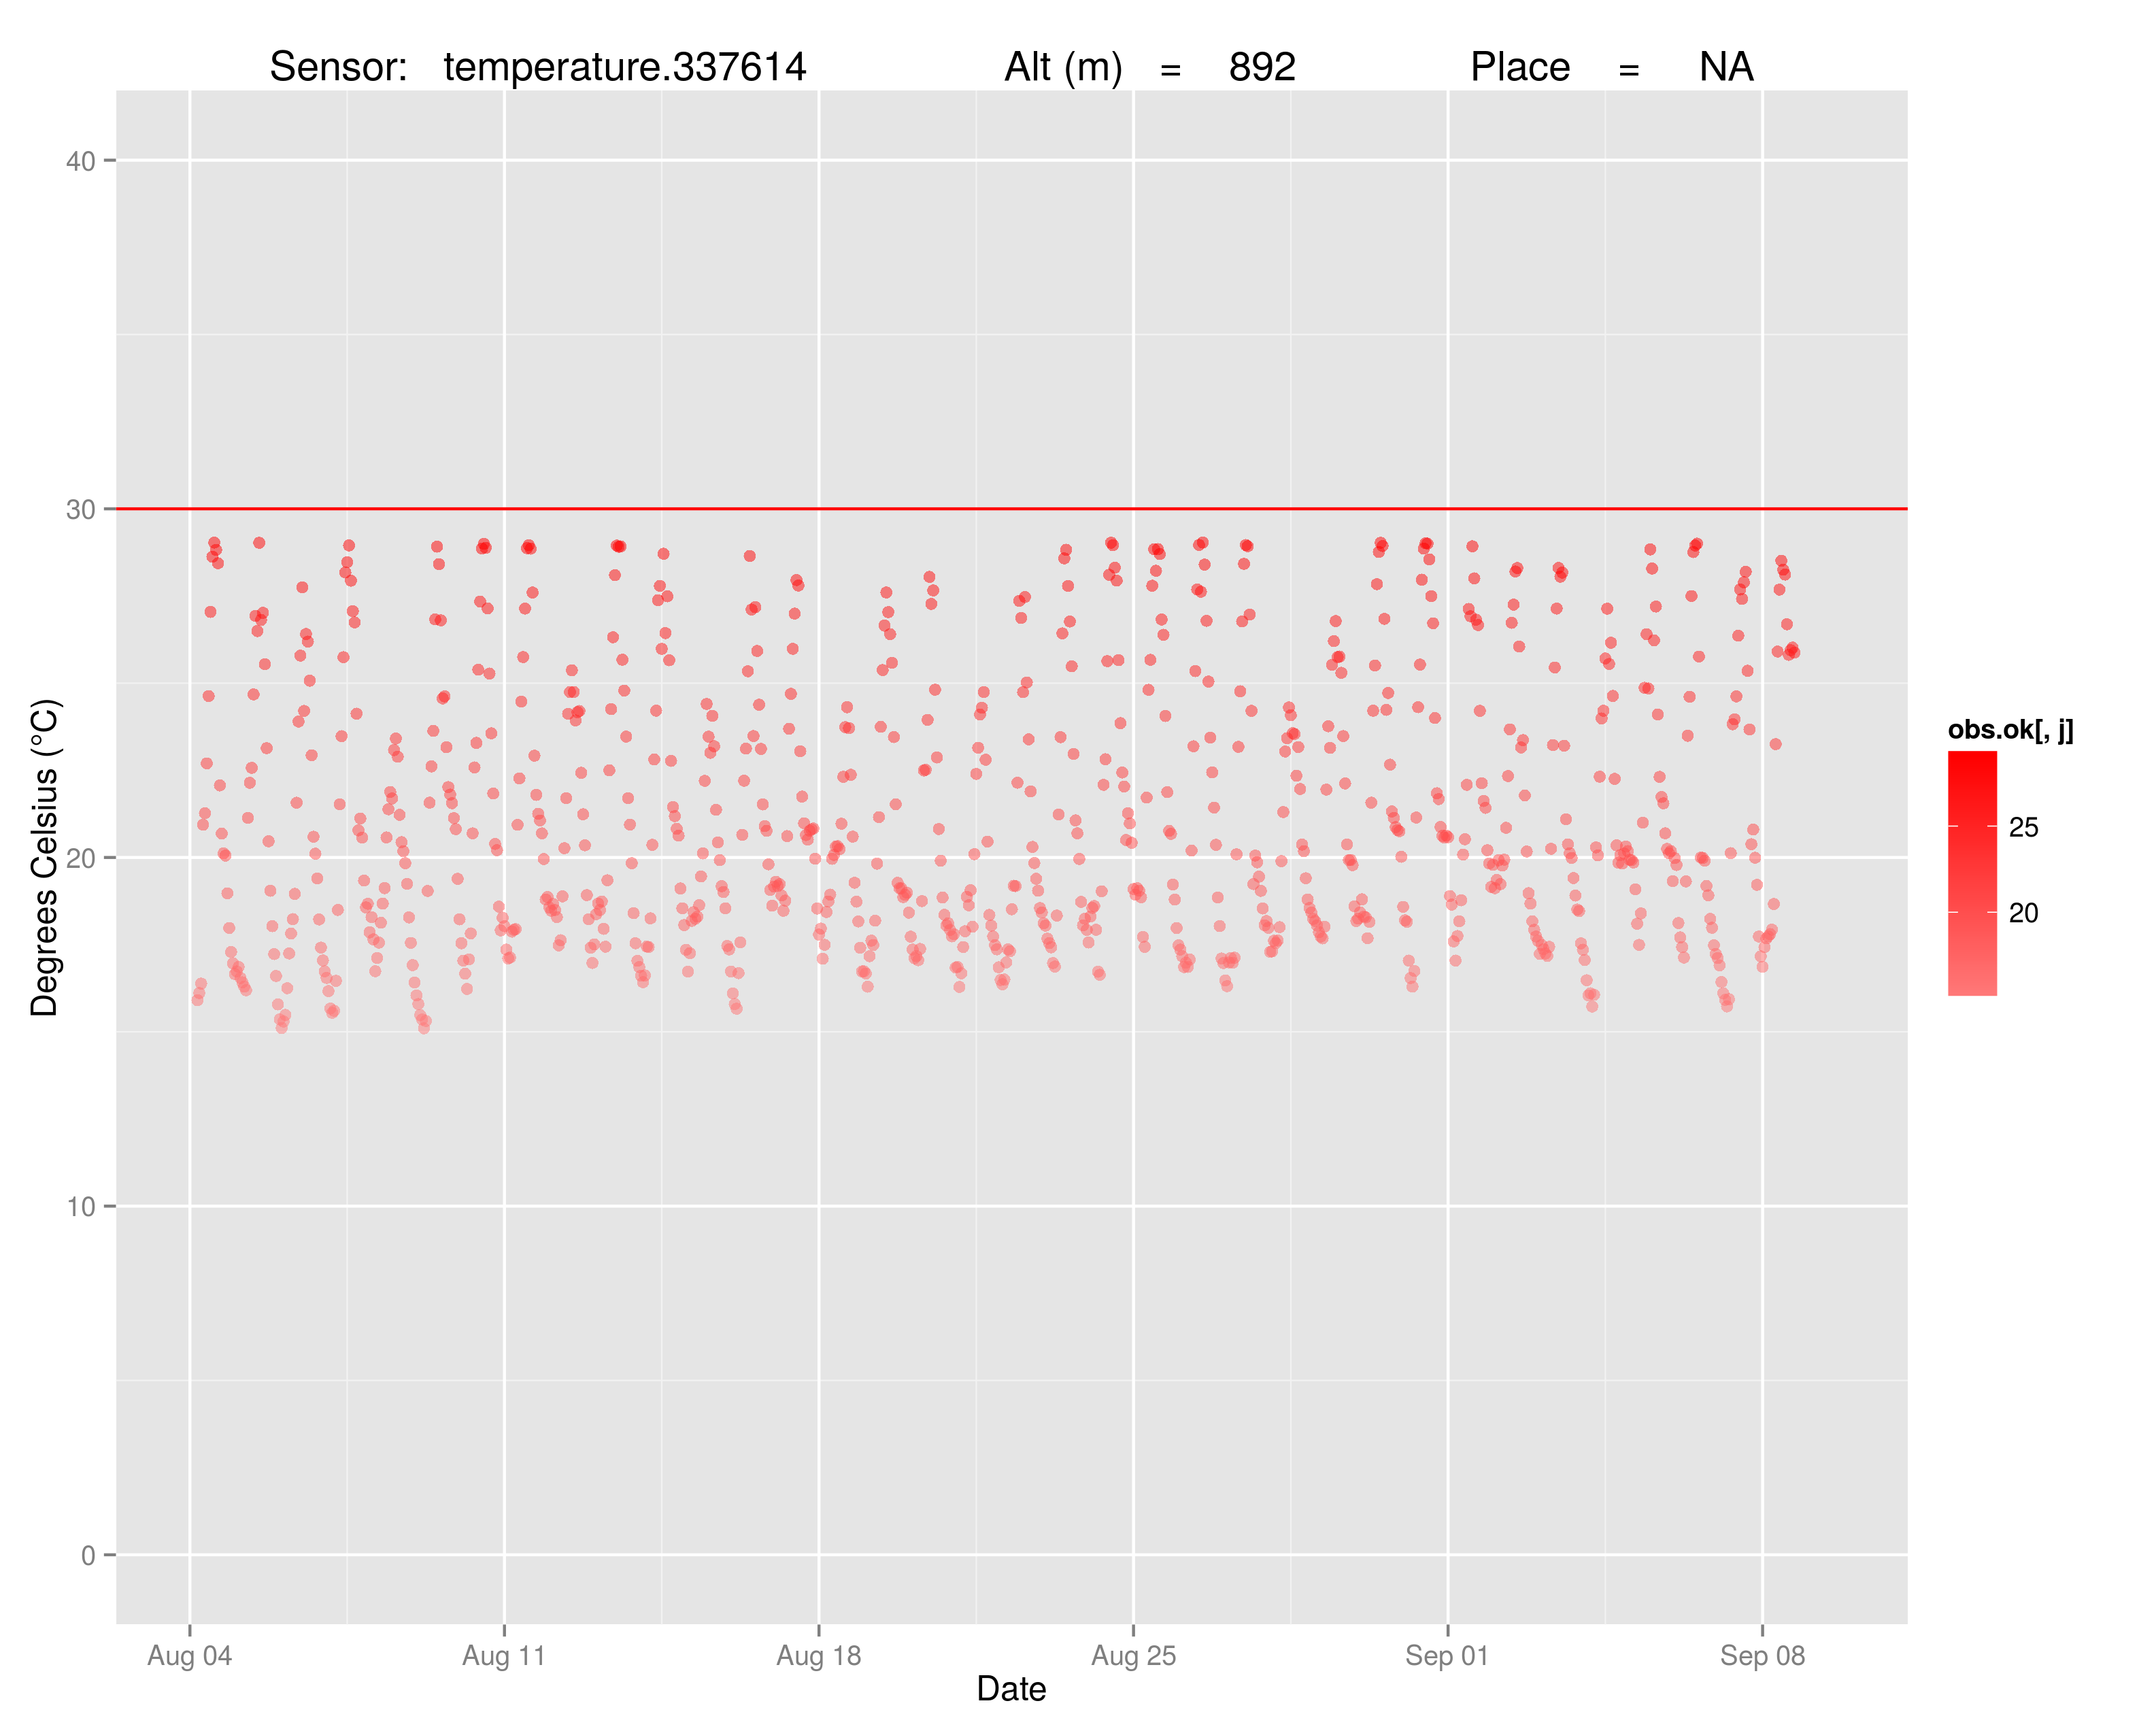 Sensor: temperature.337614 Alt (m) = 892 Place = NA
40
30
20
10
0
Degrees Celsius (°C)
Aug 04 Aug 11 Aug 18 Aug 25 Sep 01 Sep 08
Date
obs.ok[, j]
25
20